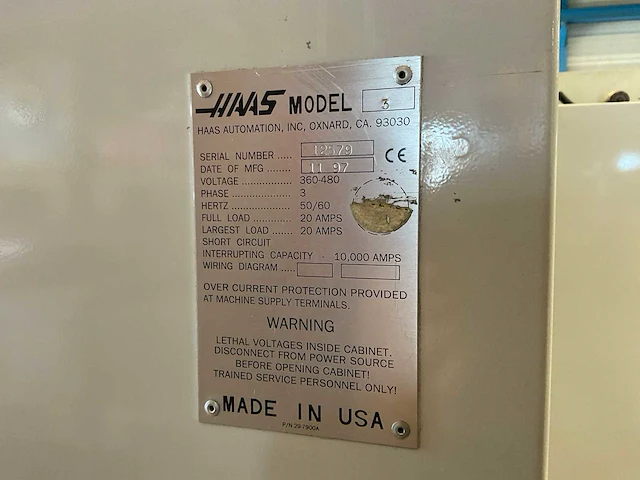 HAAS MODEL 3
HAAS AUTOMATION, INC, OXNARD, CA. 93030
SERIAL NUMBER ..... 12579
DATE OF MFG ....... 11 97
CE
VOLTAGE ................ 360-480
PHASE ..................... 3
HERTZ ................... 50/60
FULL LOAD ............. 20 AMPS
LARGEST LOAD ...... 20 AMPS
SHORT CIRCUIT
INTERRUPTING CAPACITY - 10,000 AMPS
WIRING DIAGRAM .....
OVER CURRENT PROTECTION PROVIDED
AT MACHINE SUPPLY TERMINALS.
WARNING
LETHAL VOLTAGES INSIDE CABINET.
DISCONNECT FROM POWER SOURCE
BEFORE OPENING CABINET!
TRAINED SERVICE PERSONNEL ONLY!
MADE IN USA
P/N 29-7900A